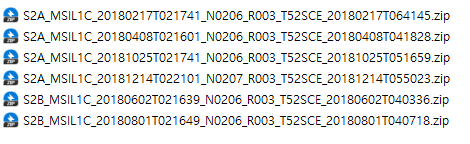 S2A_MSIL1C_20180217T021741_N0206_R003_T52SCE_20180217T064145.zip
S2A_MSIL1C_20180408T021601_N0206_R003_T52SCE_20180408T041828.zip
S2A_MSIL1C_20181025T021741_N0206_R003_T52SCE_20181025T051659.zip
S2A_MSIL1C_20181214T022101_N0207_R003_T52SCE_20181214T055023.zip
S2B_MSIL1C_20180602T021639_N0206_R003_T52SCE_20180602T040336.zip
S2B_MSIL1C_20180801T021649_N0206_R003_T52SCE_20180801T040718.zip